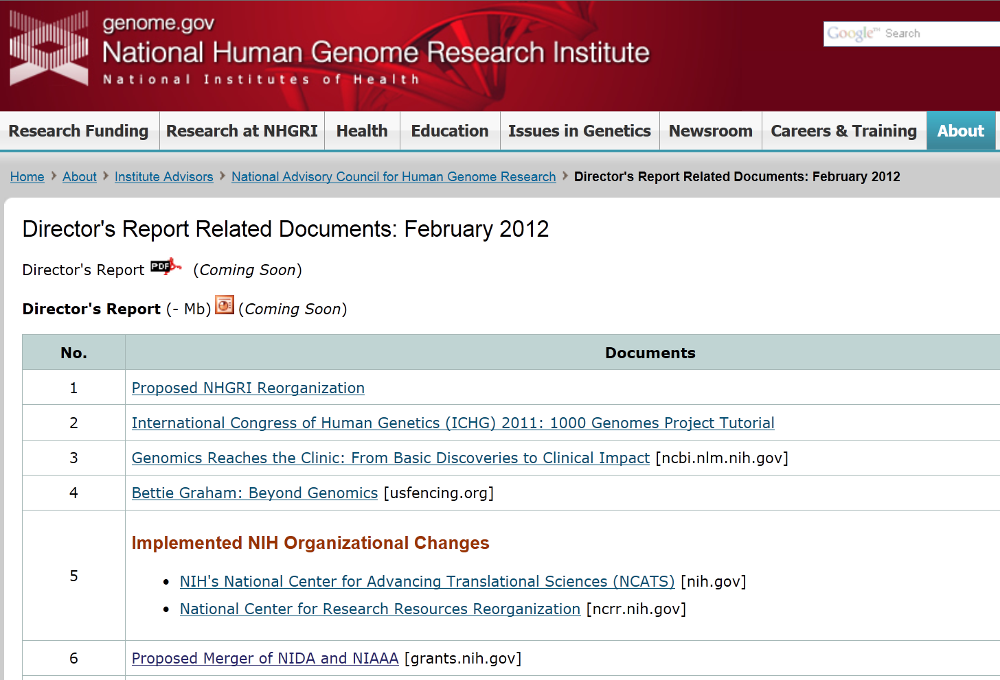 genome.gov
National Human Genome Research Institute
National Institutes of Health
Google™ Search
Research Funding
Research at NHGRI
Health
Education
Issues in Genetics
Newsroom
Careers & Training
About
Home › About › Institute Advisors › National Advisory Council for Human Genome Research › Director's Report Related Documents: February 2012
Director's Report Related Documents: February 2012
Director's Report PDF (Coming Soon)
Director's Report (- Mb) (Coming Soon)
No. Documents
1 Proposed NHGRI Reorganization
2 International Congress of Human Genetics (ICHG) 2011: 1000 Genomes Project Tutorial
3 Genomics Reaches the Clinic: From Basic Discoveries to Clinical Impact [ncbi.nlm.nih.gov]
4 Bettie Graham: Beyond Genomics [usfencing.org]
5 Implemented NIH Organizational Changes
• NIH's National Center for Advancing Translational Sciences (NCATS) [nih.gov]
• National Center for Research Resources Reorganization [ncrr.nih.gov]
6 Proposed Merger of NIDA and NIAAA [grants.nih.gov]